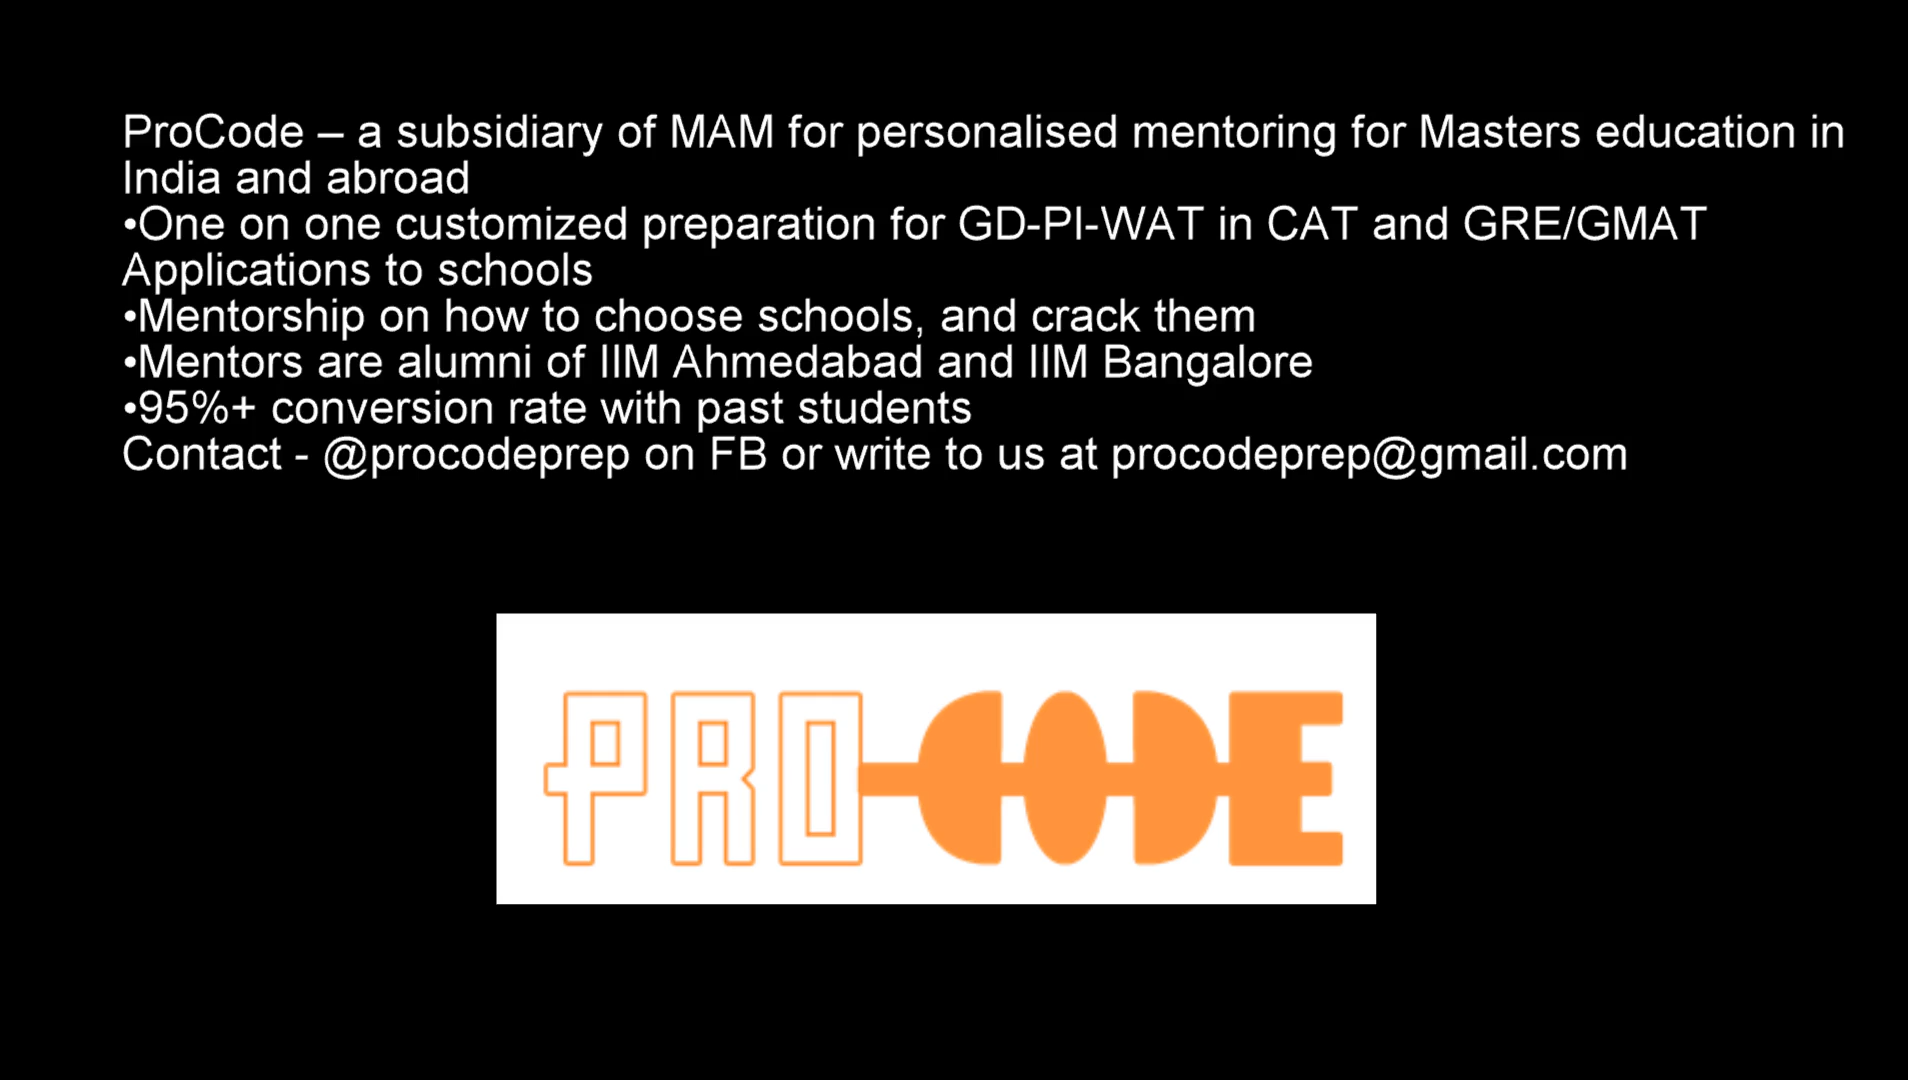 ProCode – a subsidiary of MAM for personalised mentoring for Masters education in
India and abroad
•One on one customized preparation for GD-PI-WAT in CAT and GRE/GMAT
Applications to schools
•Mentorship on how to choose schools, and crack them
•Mentors are alumni of IIM Ahmedabad and IIM Bangalore
•95%+ conversion rate with past students
Contact - @procodeprep on FB or write to us at procodeprep@gmail.com
PRO-CODE